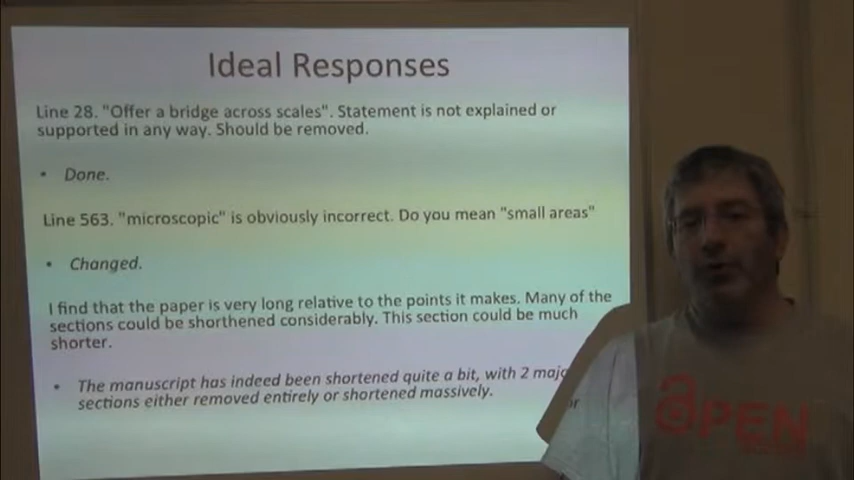 Ideal Responses
Line 28. "Offer a bridge across scales". Statement is not explained or
supported in any way. Should be removed.
• Done.
Line 563. "microscopic" is obviously incorrect. Do you mean "small areas"
• Changed.
I find that the paper is very long relative to the points it makes. Many of the
sections could be shorthened considerably. This section could be much
shorter.
• The manuscript has indeed been shortened quite a bit, with 2 major
sections either removed entirely or shortened massively.
OPEN